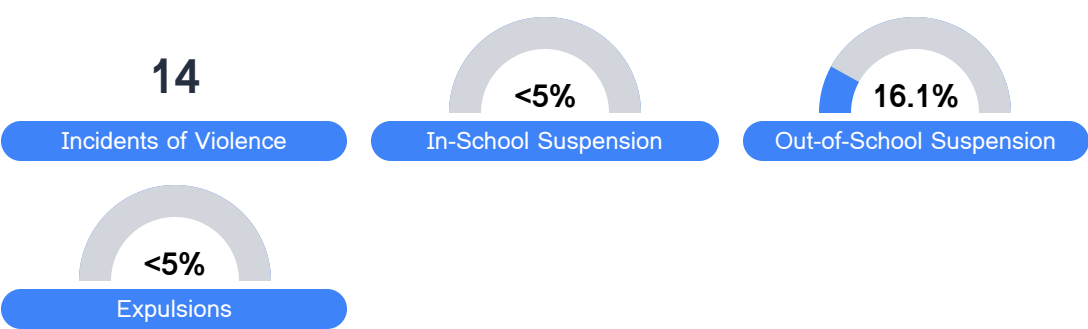 14
Incidents of Violence
<5%
In-School Suspension
16.1%
Out-of-School Suspension
<5%
Expulsions